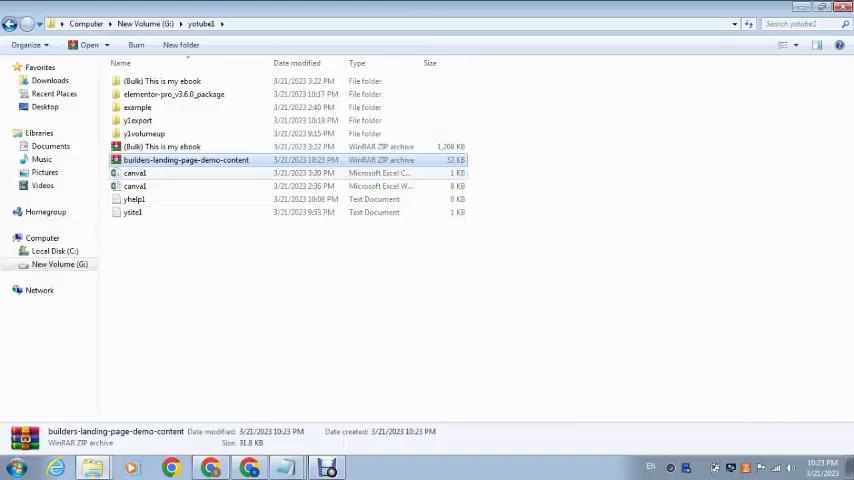 Computer ▸ New Volume (G:) ▸ yotube1 ▸
Search yotube1
Organize Open Burn New folder
Name Date modified Type Size
Favorites
Downloads
Recent Places
Desktop
Libraries
Documents
Music
Pictures
Videos
Homegroup
Computer
Local Disk (C:)
New Volume (G:)
Network
(Bulk) This is my ebook 3/21/2023 3:22 PM File folder
elementor-pro_v3.6.0_package 3/21/2023 10:17 PM File folder
example 3/21/2023 2:40 PM File folder
y1export 3/21/2023 10:19 PM File folder
y1volumeup 3/21/2023 9:15 PM File folder
(Bulk) This is my ebook 3/21/2023 3:22 PM WinRAR ZIP archive 1,208 KB
builders-landing-page-demo-content 3/21/2023 10:23 PM WinRAR ZIP archive 32 KB
canva1 3/21/2023 3:20 PM Microsoft Excel C... 1 KB
canva1 3/21/2023 2:36 PM Microsoft Excel W... 8 KB
yhelp1 3/21/2023 10:08 PM Text Document 0 KB
ysite1 3/21/2023 9:53 PM Text Document 1 KB
builders-landing-page-demo-content Date modified: 3/21/2023 10:23 PM Date created: 3/21/2023 10:23 PM
WinRAR ZIP archive Size: 31.8 KB
EN
10:23 PM
3/21/2023